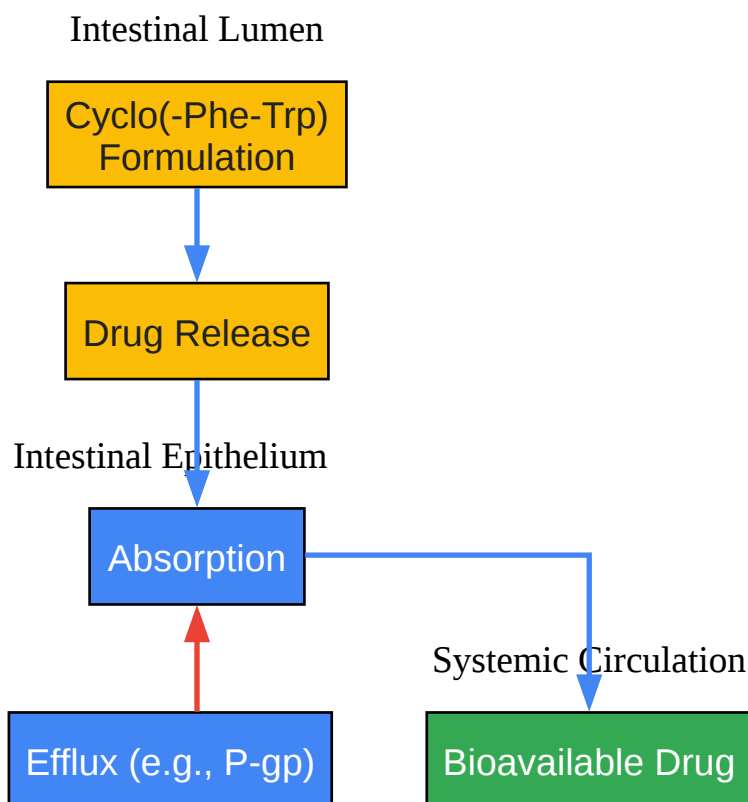 Intestinal Lumen
Cyclo(-Phe-Trp)
Formulation
Drug Release
Intestinal Epithelium
Absorption
Systemic Circulation
Efflux (e.g., P-gp)
Bioavailable Drug